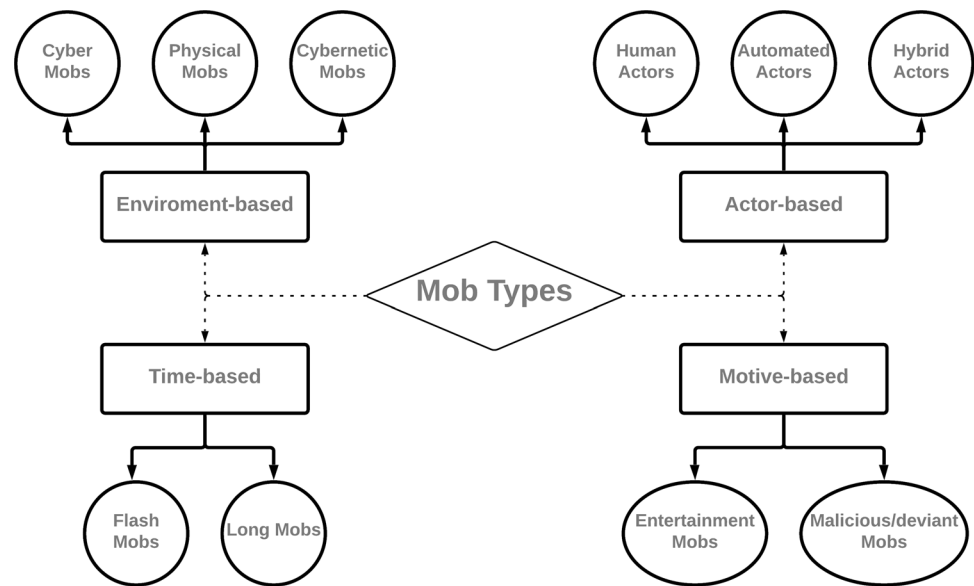 Cyber
Mobs
Physical
Mobs
Cybernetic
Mobs
Human
Actors
Automated
Actors
Hybrid
Actors
Enviroment-based
Actor-based
Mob Types
Time-based
Motive-based
Flash
Mobs
Long Mobs
Entertainment
Mobs
Malicious/deviant
Mobs